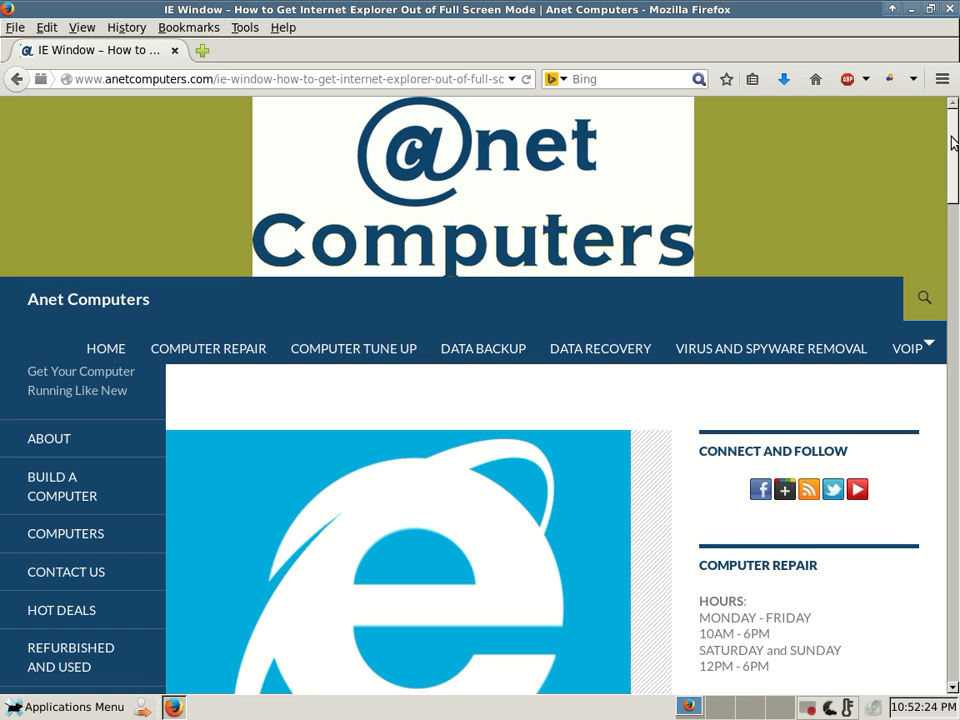 IE Window – How to Get Internet Explorer Out of Full Screen Mode | Anet Computers - Mozilla Firefox
File Edit View History Bookmarks Tools Help
IE Window – How to ...
www.anetcomputers.com/ie-window-how-to-get-internet-explorer-out-of-full-sc
Bing
@net
Computers
Anet Computers
HOME COMPUTER REPAIR COMPUTER TUNE UP DATA BACKUP DATA RECOVERY VIRUS AND SPYWARE REMOVAL VOIP
Get Your Computer
Running Like New
ABOUT
BUILD A
COMPUTER
COMPUTERS
CONTACT US
HOT DEALS
REFURBISHED
AND USED
CONNECT AND FOLLOW
COMPUTER REPAIR
HOURS:
MONDAY - FRIDAY
10AM - 6PM
SATURDAY and SUNDAY
12PM - 6PM
Applications Menu
10:52:24 PM